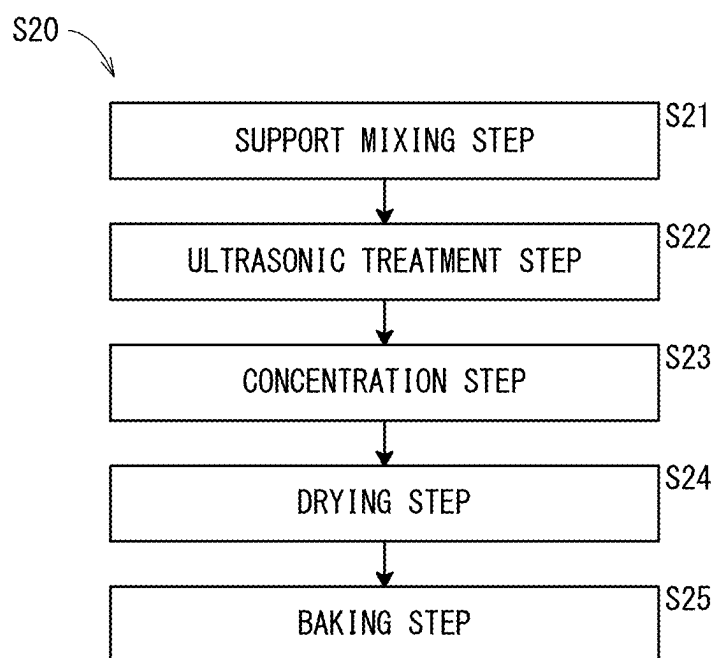 S20
S21
SUPPORT MIXING STEP
S22
ULTRASONIC TREATMENT STEP
S23
CONCENTRATION STEP
S24
DRYING STEP
S25
BAKING STEP